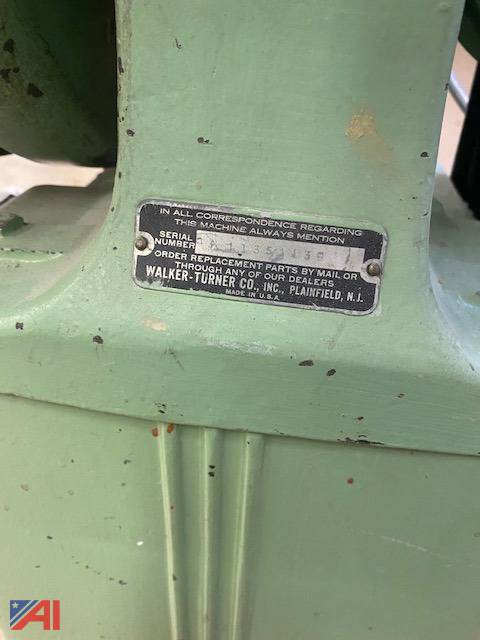 IN ALL CORRESPONDENCE REGARDING
THIS MACHINE ALWAYS MENTION
SERIAL
NUMBER
ORDER REPLACEMENT PARTS BY MAIL OR
THROUGH ANY OF OUR DEALERS
WALKER-TURNER CO., INC., PLAINFIELD, N.J.
MADE IN U.S.A.
AI